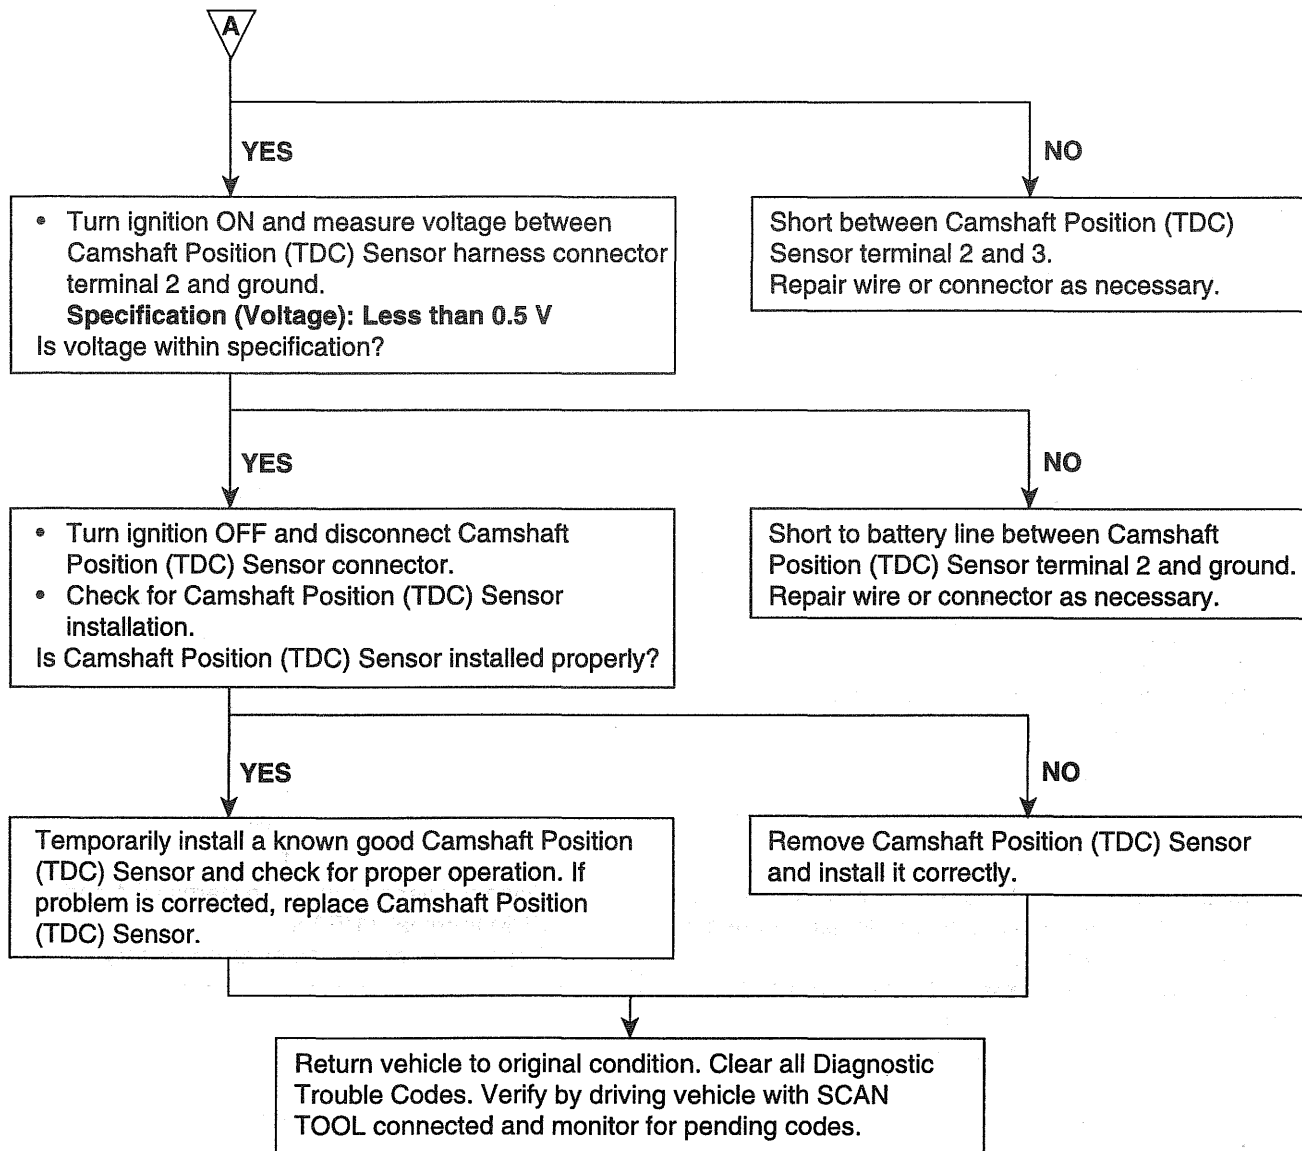 A
YES
NO
• Turn ignition ON and measure voltage between
Camshaft Position (TDC) Sensor harness connector
terminal 2 and ground.
Specification (Voltage): Less than 0.5 V
Is voltage within specification?
Short between Camshaft Position (TDC)
Sensor terminal 2 and 3.
Repair wire or connector as necessary.
YES
NO
• Turn ignition OFF and disconnect Camshaft
Position (TDC) Sensor connector.
• Check for Camshaft Position (TDC) Sensor
installation.
Is Camshaft Position (TDC) Sensor installed properly?
Short to battery line between Camshaft
Position (TDC) Sensor terminal 2 and ground.
Repair wire or connector as necessary.
YES
NO
Temporarily install a known good Camshaft Position
(TDC) Sensor and check for proper operation. If
problem is corrected, replace Camshaft Position
(TDC) Sensor.
Remove Camshaft Position (TDC) Sensor
and install it correctly.
Return vehicle to original condition. Clear all Diagnostic
Trouble Codes. Verify by driving vehicle with SCAN
TOOL connected and monitor for pending codes.